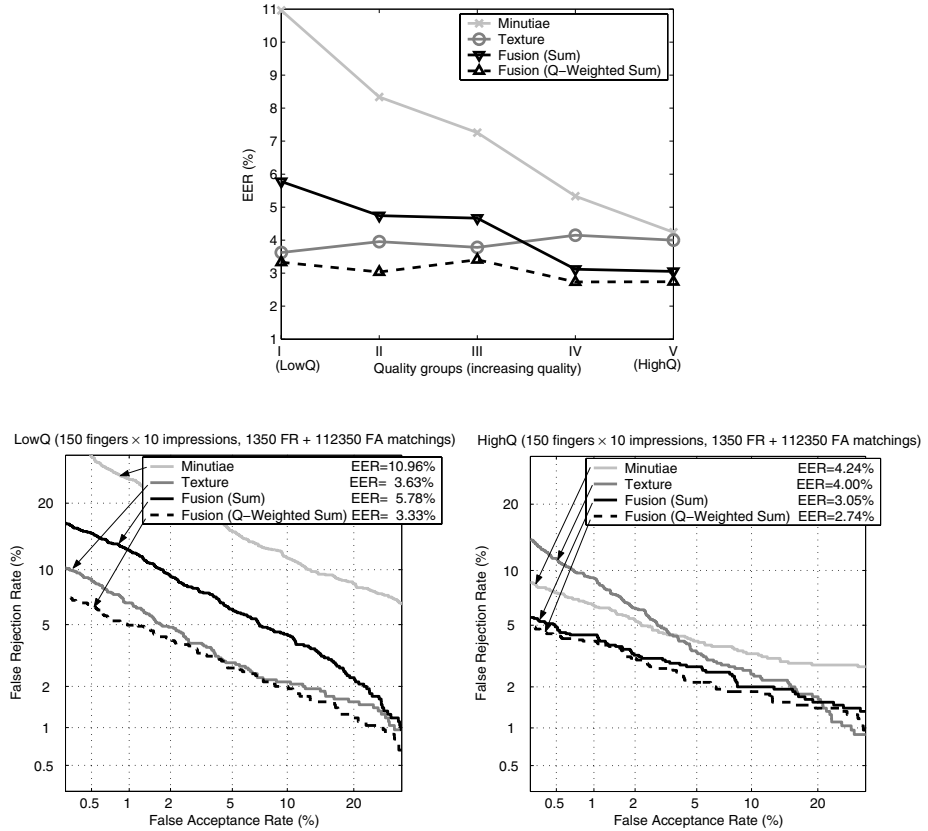 11
10
9
8
7
6
5
4
3
2
1
EER (%)
Minutiae
Texture
Fusion (Sum)
Fusion (Q−Weighted Sum)
I II III IV V
(LowQ) Quality groups (increasing quality) (HighQ)
LowQ (150 fingers × 10 impressions, 1350 FR + 112350 FA matchings)
Minutiae EER=10.96%
Texture EER= 3.63%
Fusion (Sum) EER= 5.78%
Fusion (Q−Weighted Sum) EER= 3.33%
20
10
5
2
1
0.5
False Rejection Rate (%)
0.5 1 2 5 10 20
False Acceptance Rate (%)
HighQ (150 fingers × 10 impressions, 1350 FR + 112350 FA matchings)
Minutiae EER=4.24%
Texture EER=4.00%
Fusion (Sum) EER=3.05%
Fusion (Q−Weighted Sum) EER=2.74%
20
10
5
2
1
0.5
False Rejection Rate (%)
0.5 1 2 5 10 20
False Acceptance Rate (%)